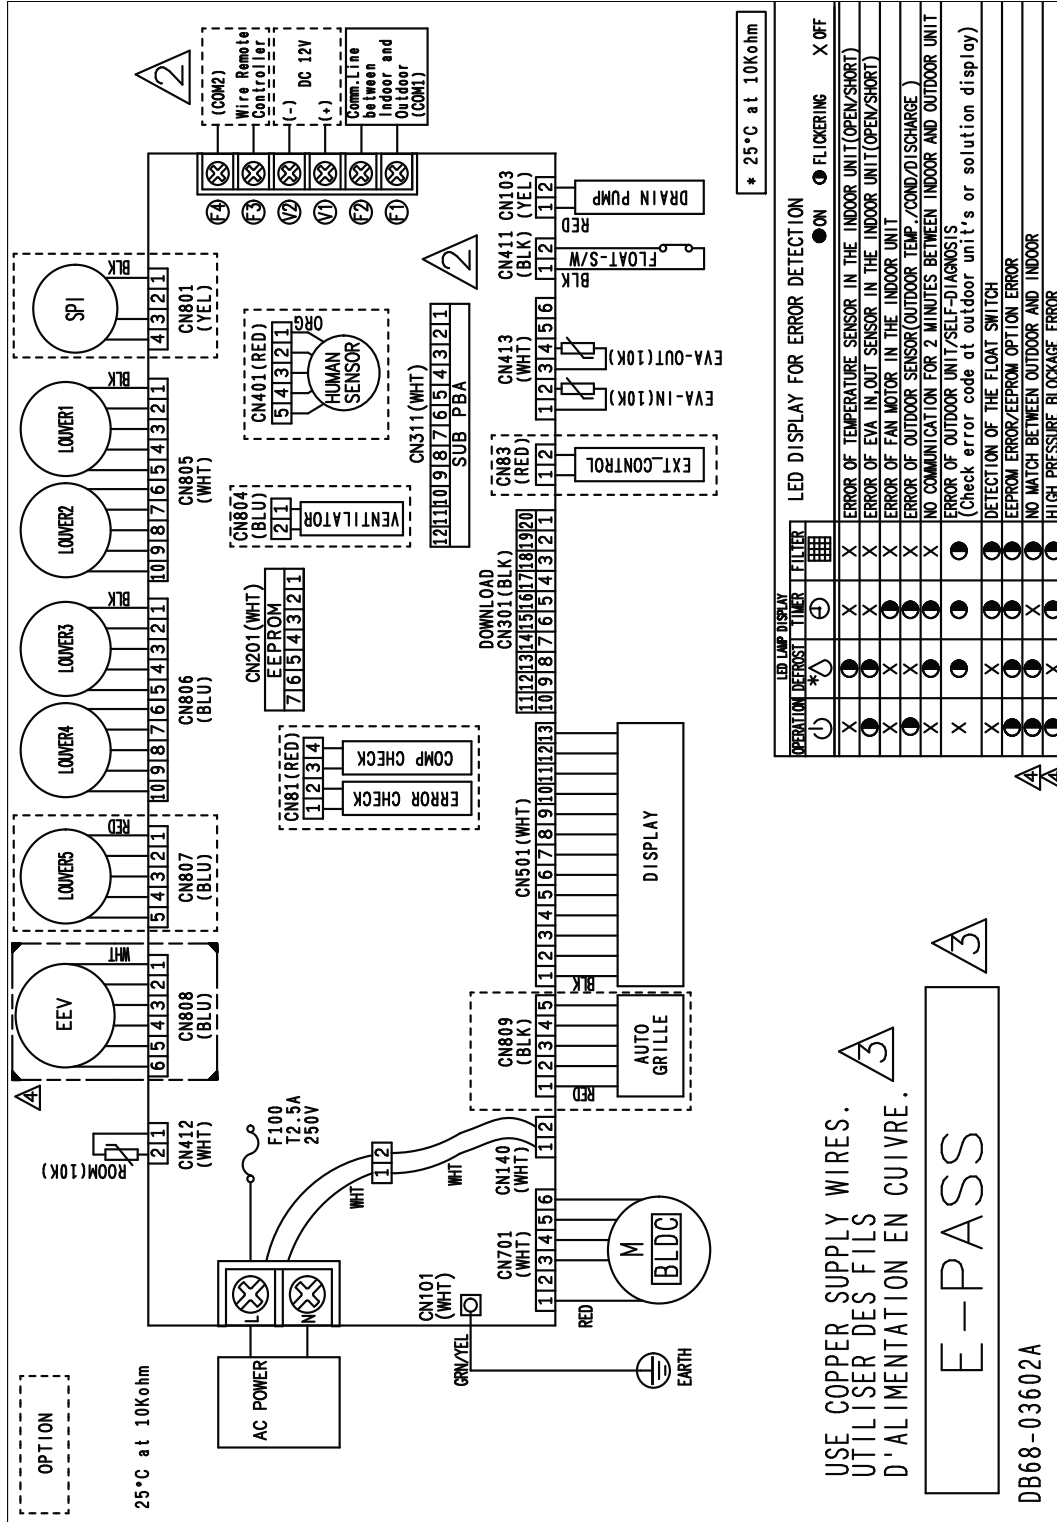 OPTION
25°C at 10Kohm
ROOM(10K)
2 1
CN412
(WHT)
EEV
WHT
6 5 4 3 2 1
CN808
(BLU)
4
LOUVER5
RED
5 4 3 2 1
CN807
(BLU)
LOUVER4
LOUVER3
BLK
10 9 8 7 6 5 4 3 2 1
CN806
(BLU)
LOUVER2
LOUVER1
BLK
10 9 8 7 6 5 4 3 2 1
CN805
(WHT)
SPI
BLK
4 3 2 1
CN801
(YEL)
AC POWER
L
N
F100
T2.5A
250V
WHT
1 2
WHT
CN81(RED)
1 2 3 4
ERROR CHECK
COMP CHECK
CN201(WHT)
EEPROM
7 6 5 4 3 2 1
CN804
(BLU)
2 1
VENTILATOR
CN401(RED)
5 4 3 2 1
ORG
HUMAN
SENSOR
F4
F3
V2
V1
F2
F1
(COM2)
Wire Remote
Controller
(-)
DC 12V
(+)
Comm.Line
between
Indoor and
Outdoor
(COM1)
2
2
CN311(WHT)
12 11 10 9 8 7 6 5 4 3 2 1
SUB PBA
CN101
(WHT)
GRN/YEL
EARTH
CN701
(WHT)
1 2 3 4 5 6
RED
M
BLDC
CN140
(WHT)
1 2
CN809
(BLK)
1 2 3 4 5
RED
AUTO
GRILLE
CN501(WHT)
1 2 3 4 5 6 7 8 9 10 11 12 13
BLK
DISPLAY
DOWNLOAD
CN301(BLK)
11 12 13 14 15 16 17 18 19 20
10 9 8 7 6 5 4 3 2 1
CN83
(RED)
1 2
EXT_CONTROL
CN413
(WHT)
1 2 3 4 5 6
EVA-IN(10K)
EVA-OUT(10K)
CN411
(BLK)
1 2
BLK
FLOAT-S/W
CN103
(YEL)
1 2
RED
DRAIN PUMP
* 25°C at 10Kohm
USE COPPER SUPPLY WIRES.
UTILISER DES FILS
D'ALIMENTATION EN CUIVRE.
3
E-PASS
3
DB68-03602A
LED LAMP DISPLAY
LED DISPLAY FOR ERROR DETECTION
OPERATION DEFROST TIMER FILTER
* ● ON ◑ FLICKERING X OFF
X ◑ X X ERROR OF TEMPERATURE SENSOR IN THE INDOOR UNIT(OPEN/SHORT)
◑ ◑ X X ERROR OF EVA IN,OUT SENSOR IN THE INDOOR UNIT(OPEN/SHORT)
X X ◑ X ERROR OF FAN MOTOR IN THE INDOOR UNIT
◑ X ◑ X ERROR OF OUTDOOR SENSOR(OUTDOOR TEMP./COND/DISCHARGE )
X ◑ ◑ X NO COMMUNICATION FOR 2 MINUTES BETWEEN INDOOR AND OUTDOOR UNIT
X ◑ ◑ ◑ ERROR OF OUTDOOR UNIT/SELF-DIAGNOSIS
(Check error code at outdoor unit's or solution display)
X X ◑ ◑ DETECTION OF THE FLOAT SWITCH
◑ ◑ ◑ ◑ EEPROM ERROR/EEPROM OPTION ERROR
4 ◑ ◑ X ◑ NO MATCH BETWEEN OUTDOOR AND INDOOR
4 ◑ X ◑ ◑ HIGH PRESSURE BLOCKAGE ERROR